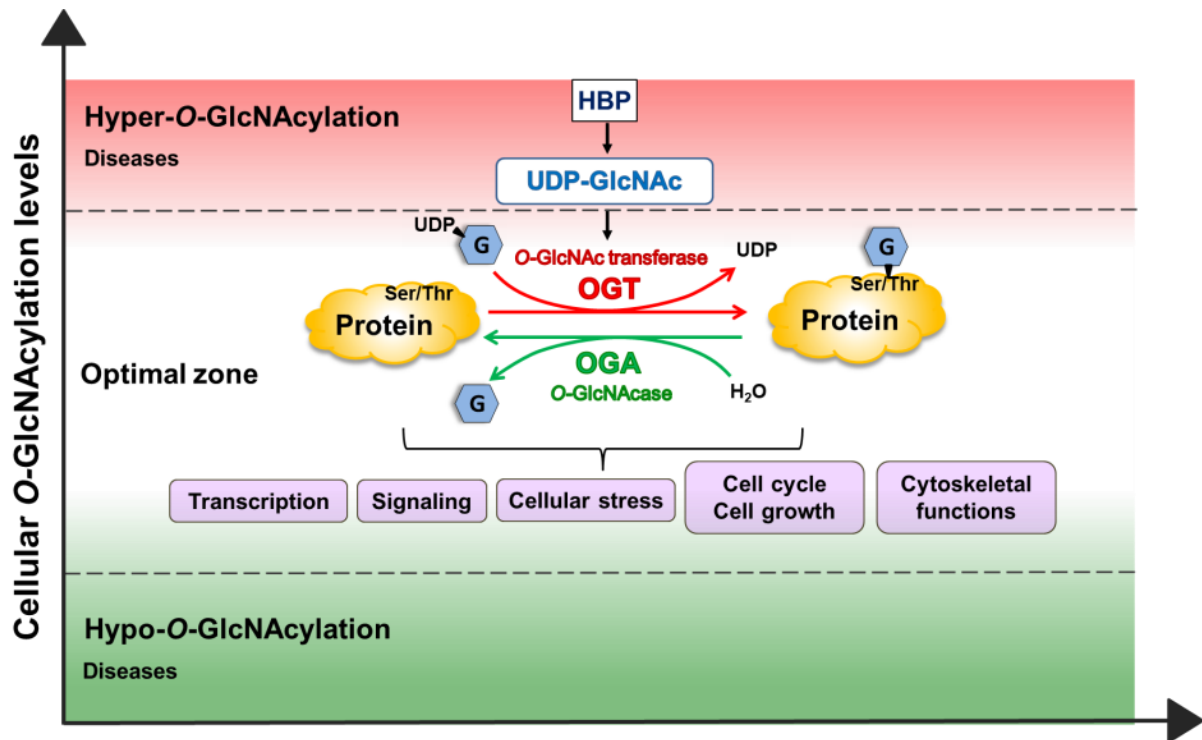 Cellular O-GlcNAcylation levels
Hyper-O-GlcNAcylation
Diseases
HBP
UDP-GlcNAc
UDP
G
O-GlcNAc transferase
OGT
UDP
G
Ser/Thr
Protein
Ser/Thr
Protein
Optimal zone
OGA
O-GlcNAcase
G
H₂O
Transcription
Signaling
Cellular stress
Cell cycle
Cell growth
Cytoskeletal
functions
Hypo-O-GlcNAcylation
Diseases